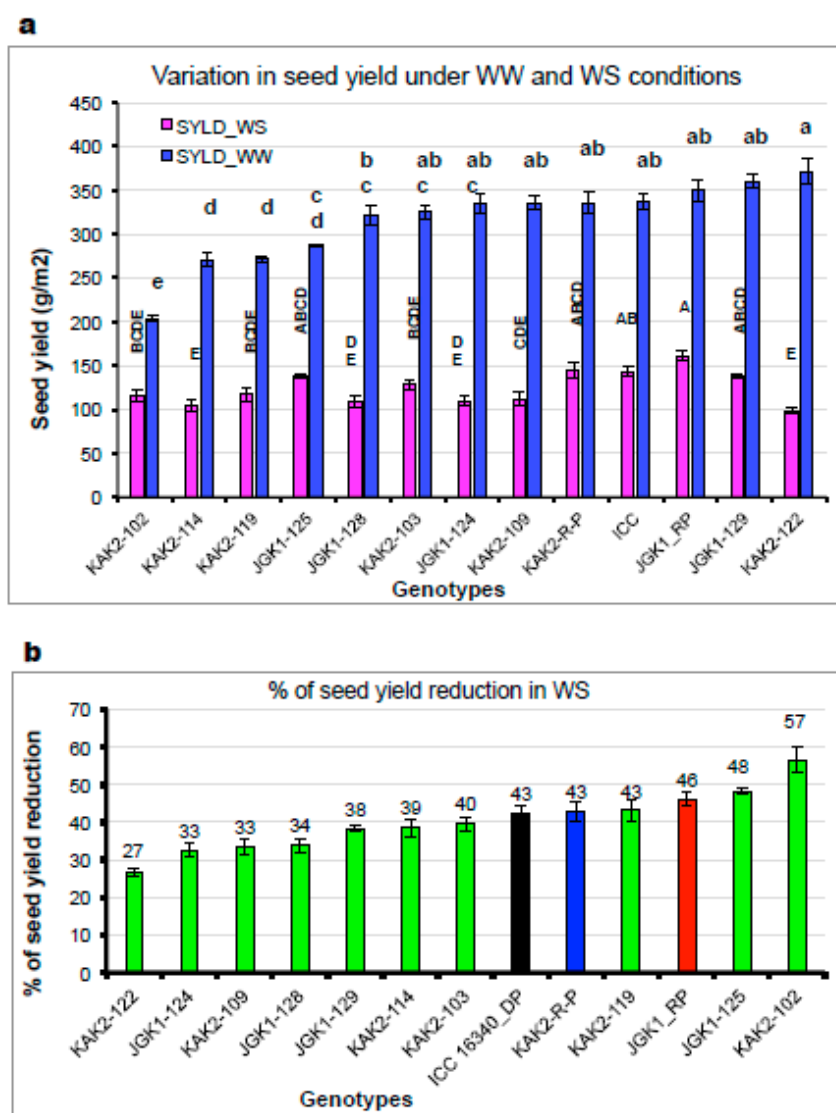 a
Variation in seed yield under WW and WS conditions
Seed yield (g/m2)
450
400
350
300
250
200
150
100
50
0
SYLD_WS
SYLD_WW
e
d
d
c
d
b
c
ab
c
ab
c
ab
ab
ab
ab
ab
a
BCDE
E
BCDE
ABCD
D
E
BCDE
D
E
CDE
ABCD
AB
A
ABCD
E
KAK2-102
KAK2-114
KAK2-119
JGK1-125
JGK1-128
KAK2-103
JGK1-124
KAK2-109
KAK2-R-P
ICC
JGK1_RP
JGK1-129
KAK2-122
Genotypes
b
% of seed yield reduction in WS
% of seed yield reduction
70
60
50
40
30
20
10
0
27
33
33
34
38
39
40
43
43
43
46
48
57
KAK2-122
JGK1-124
KAK2-109
JGK1-128
JGK1-129
KAK2-114
KAK2-103
ICC 16340_DP
KAK2-R-P
KAK2-119
JGK1_RP
JGK1-125
KAK2-102
Genotypes